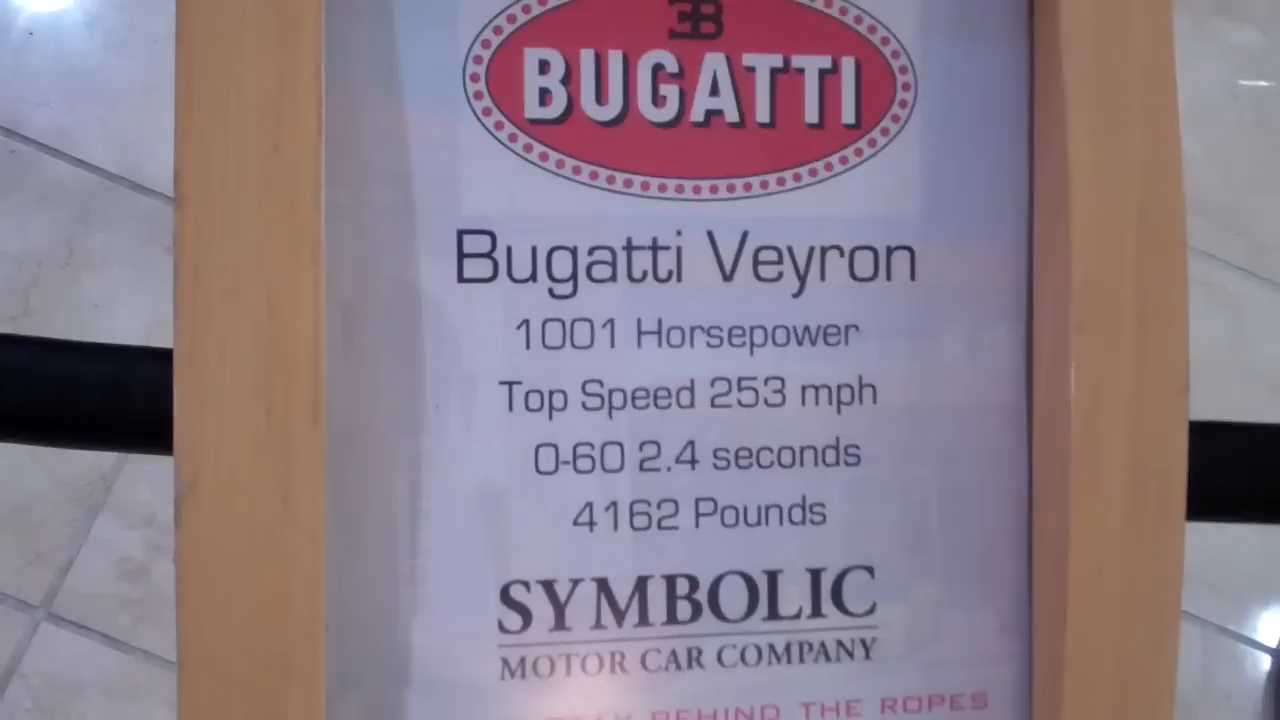 EB
BUGATTI
Bugatti Veyron
1001 Horsepower
Top Speed 253 mph
0-60 2.4 seconds
4162 Pounds
SYMBOLIC
MOTOR CAR COMPANY
BEHIND THE ROPES